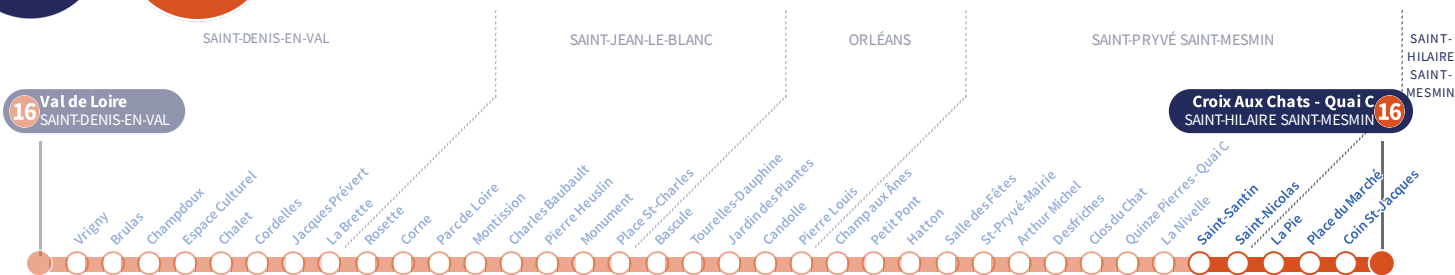 SAINT-DENIS-EN-VAL
SAINT-JEAN-LE-BLANC
ORLÉANS
SAINT-PRYVÉ SAINT-MESMIN
SAINT-
HILAIRE
SAINT-
MESMIN
16
Val de Loire
SAINT-DENIS-EN-VAL
Croix Aux Chats - Quai C
SAINT-HILAIRE SAINT-MESMIN
16
Vrigny
Brulas
Champdoux
Espace Culturel
Chalet
Cordelles
Jacques Prévert
La Brette
Rosette
Corne
Parc de Loire
Montission
Charles Baubault
Pierre Heuslin
Monument
Place St-Charles
Bascule
Tourelles-Dauphine
Jardin des Plantes
Candolle
Pierre Louis
Champ aux Ânes
Petit Pont
Hatton
Salle des Fêtes
St-Pryvé-Mairie
Arthur Michel
Desfriches
Clos du Chat
Quinze Pierres - Quai C
La Nivelle
Saint-Santin
Saint-Nicolas
La Pie
Place du Marché
Coin St-Jacques